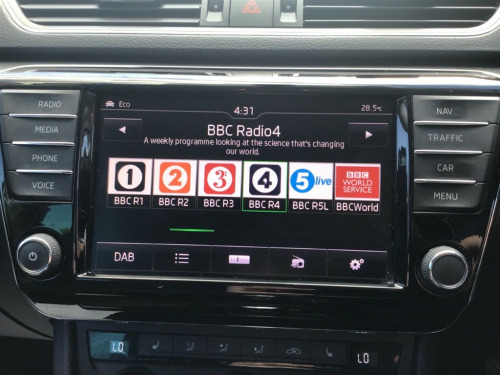 RADIO
MEDIA
PHONE
VOICE
Eco
4:31
28.5°C
BBC Radio4
A weekly programme looking at the science that's changing
our world.
1 2 3 4 5 live BBC WORLD SERVICE
BBC R1 BBC R2 BBC R3 BBC R4 BBC R5L BBCWorld
DAB
NAV
TRAFFIC
CAR
MENU
LO
LO